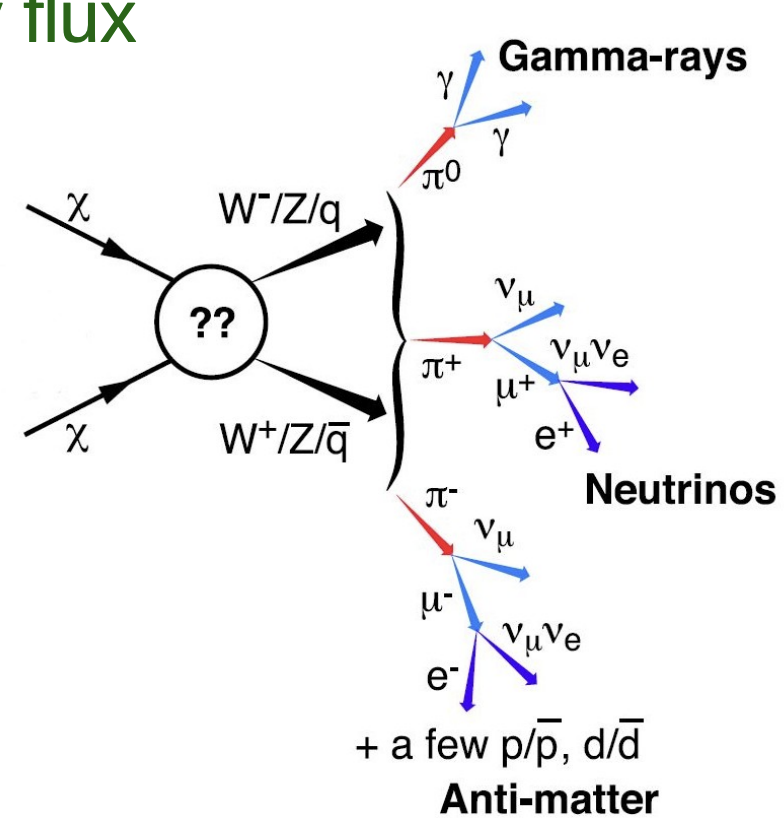 flux
Gamma-rays
γ
γ
π⁰
χ
W⁻/Z/q
??
χ
W⁺/Z/q̅
π⁺
νμ
μ⁺
νμνe
e⁺
Neutrinos
π⁻
νμ
μ⁻
νμνe
e⁻
+ a few p/p̅, d/d̅
Anti-matter